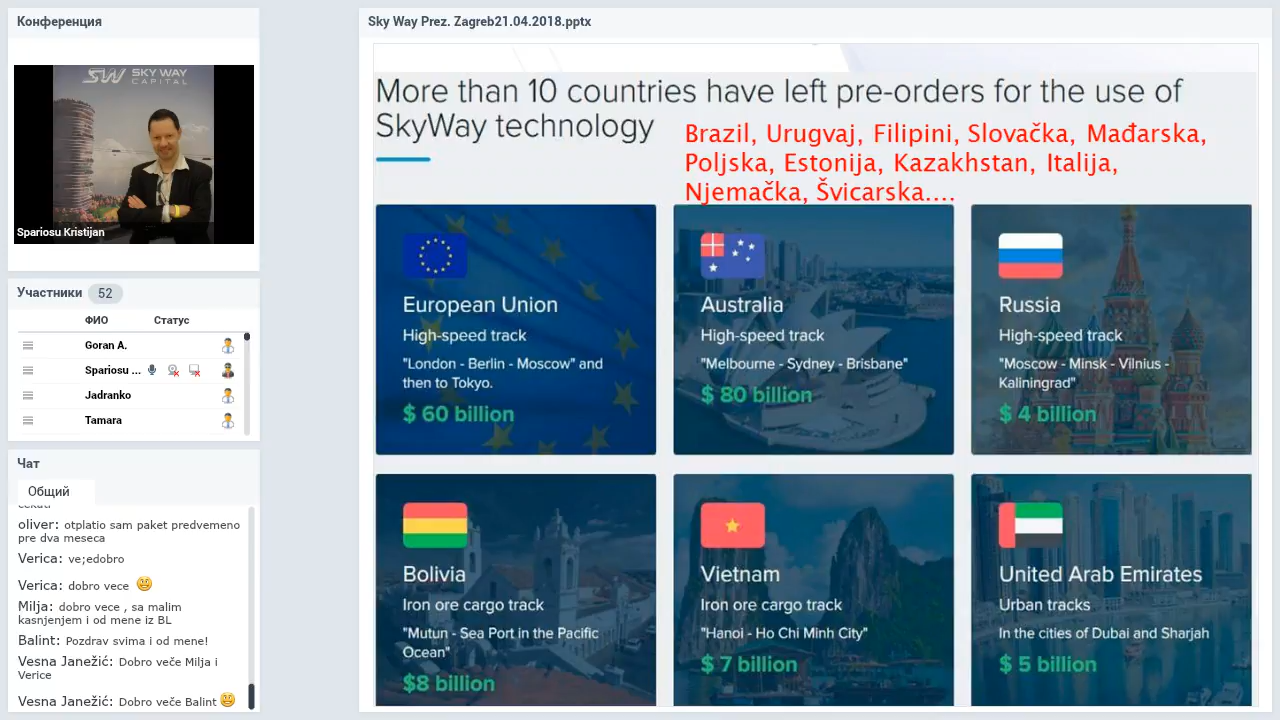 Конференция
SKY WAY
CAPITAL
Spariosu Kristijan
Участники 52
ФИО Статус
Goran A.
Spariosu ...
Jadranko
Tamara
Чат
Общий
oliver: otplatio sam paket predvemeno
pre dva meseca
Verica: ve;edobro
Verica: dobro vece
Milja: dobro vece , sa malim
kasnjenjem i od mene iz BL
Balint: Pozdrav svima i od mene!
Vesna Janežić: Dobro veče Milja i
Verice
Vesna Janežić: Dobro veče Balint
Sky Way Prez. Zagreb21.04.2018.pptx
More than 10 countries have left pre-orders for the use of
SkyWay technology
Brazil, Urugvaj, Filipini, Slovačka, Mađarska,
Poljska, Estonija, Kazakhstan, Italija,
Njemačka, Švicarska....
European Union
High-speed track
"London - Berlin - Moscow" and
then to Tokyo.
$ 60 billion
Australia
High-speed track
"Melbourne - Sydney - Brisbane"
$ 80 billion
Russia
High-speed track
"Moscow - Minsk - Vilnius -
Kaliningrad"
$ 4 billion
Bolivia
Iron ore cargo track
"Mutun - Sea Port in the Pacific
Ocean"
$8 billion
Vietnam
Iron ore cargo track
"Hanoi - Ho Chi Minh City"
$ 7 billion
United Arab Emirates
Urban tracks
In the cities of Dubai and Sharjah
$ 5 billion